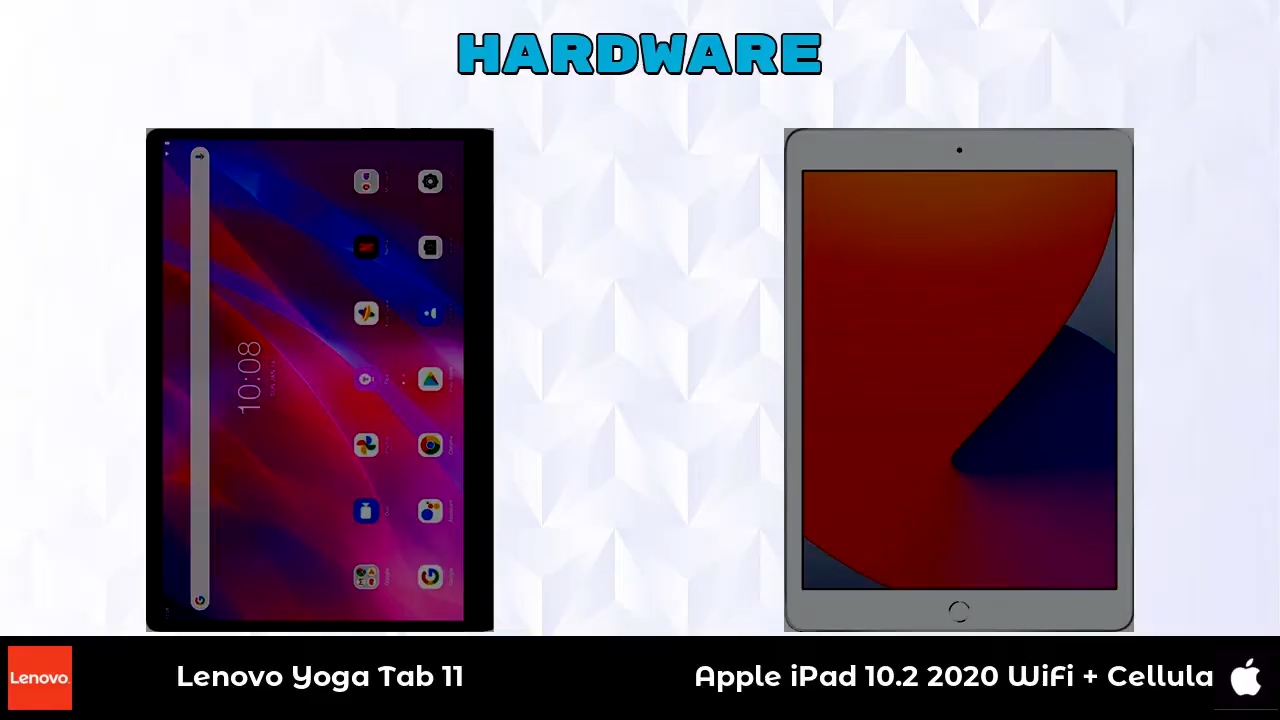 HARDWARE
10:08
Lenovo
Lenovo Yoga Tab 11
Apple iPad 10.2 2020 WiFi + Cellula